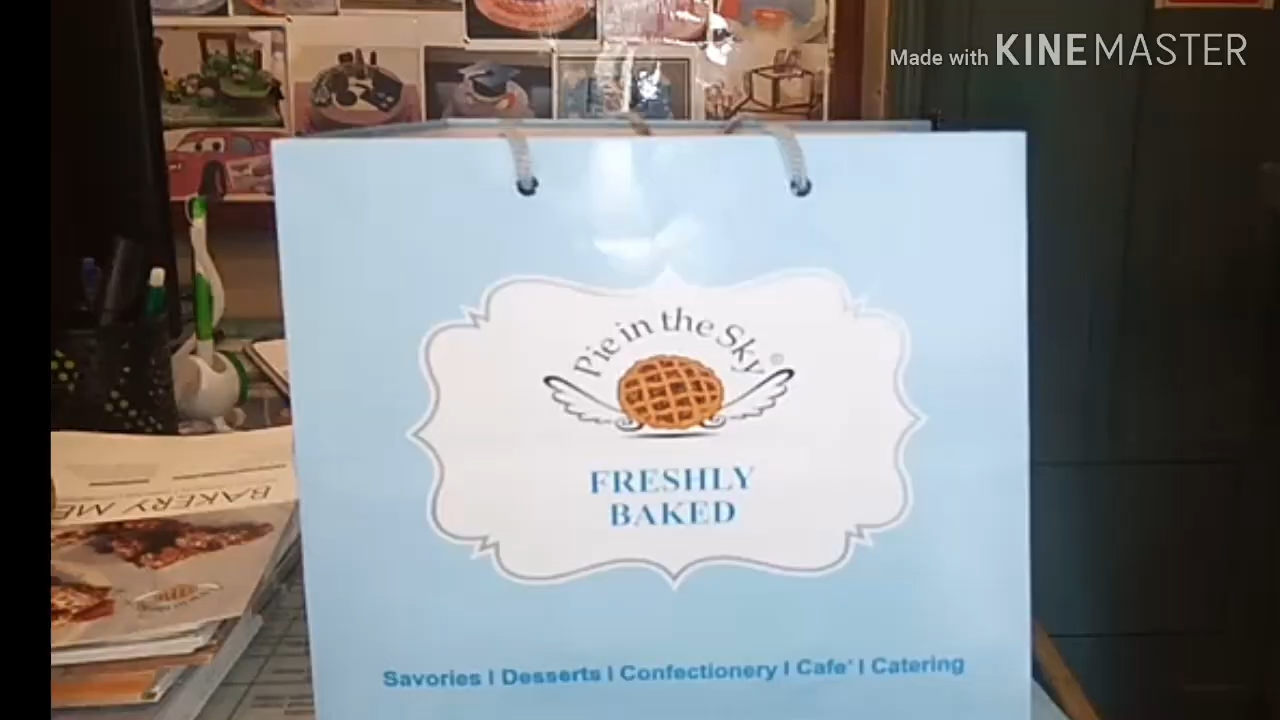 Made with KINEMASTER
Pie in the Sky®
FRESHLY
BAKED
Savories | Desserts | Confectionery | Cafe' | Catering
BAKERY ME